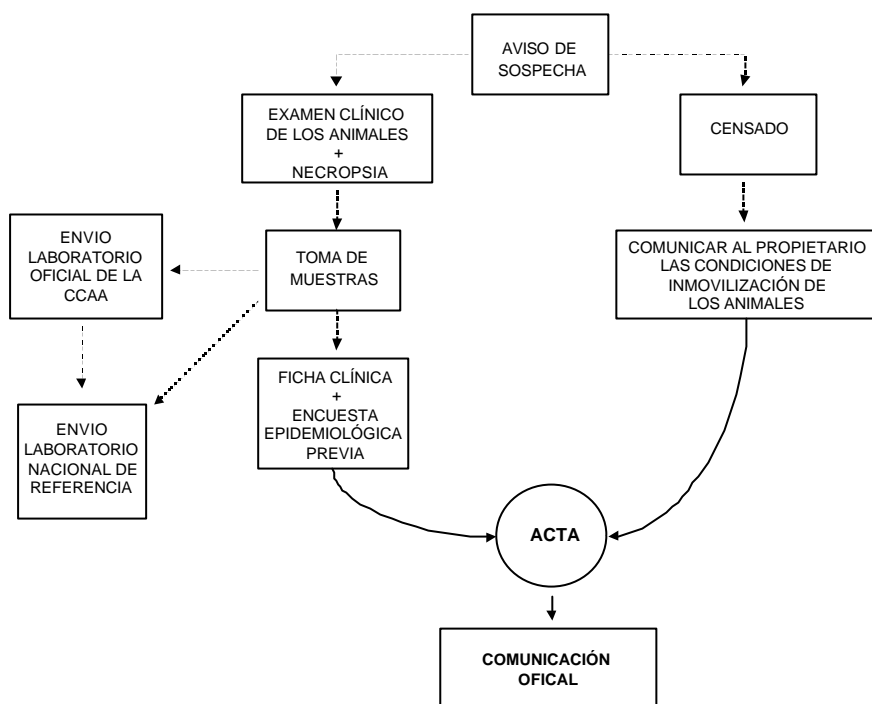 AVISO DE
SOSPECHA
EXAMEN CLÍNICO
DE LOS ANIMALES
+
NECROPSIA
CENSADO
ENVIO
LABORATORIO
OFICIAL DE LA
CCAA
TOMA DE
MUESTRAS
COMUNICAR AL PROPIETARIO
LAS CONDICIONES DE
INMOVILIZACIÓN DE
LOS ANIMALES
FICHA CLÍNICA
+
ENCUESTA
EPIDEMIOLÓGICA
PREVIA
ENVIO
LABORATORIO
NACIONAL DE
REFERENCIA
ACTA
COMUNICACIÓN
OFICAL